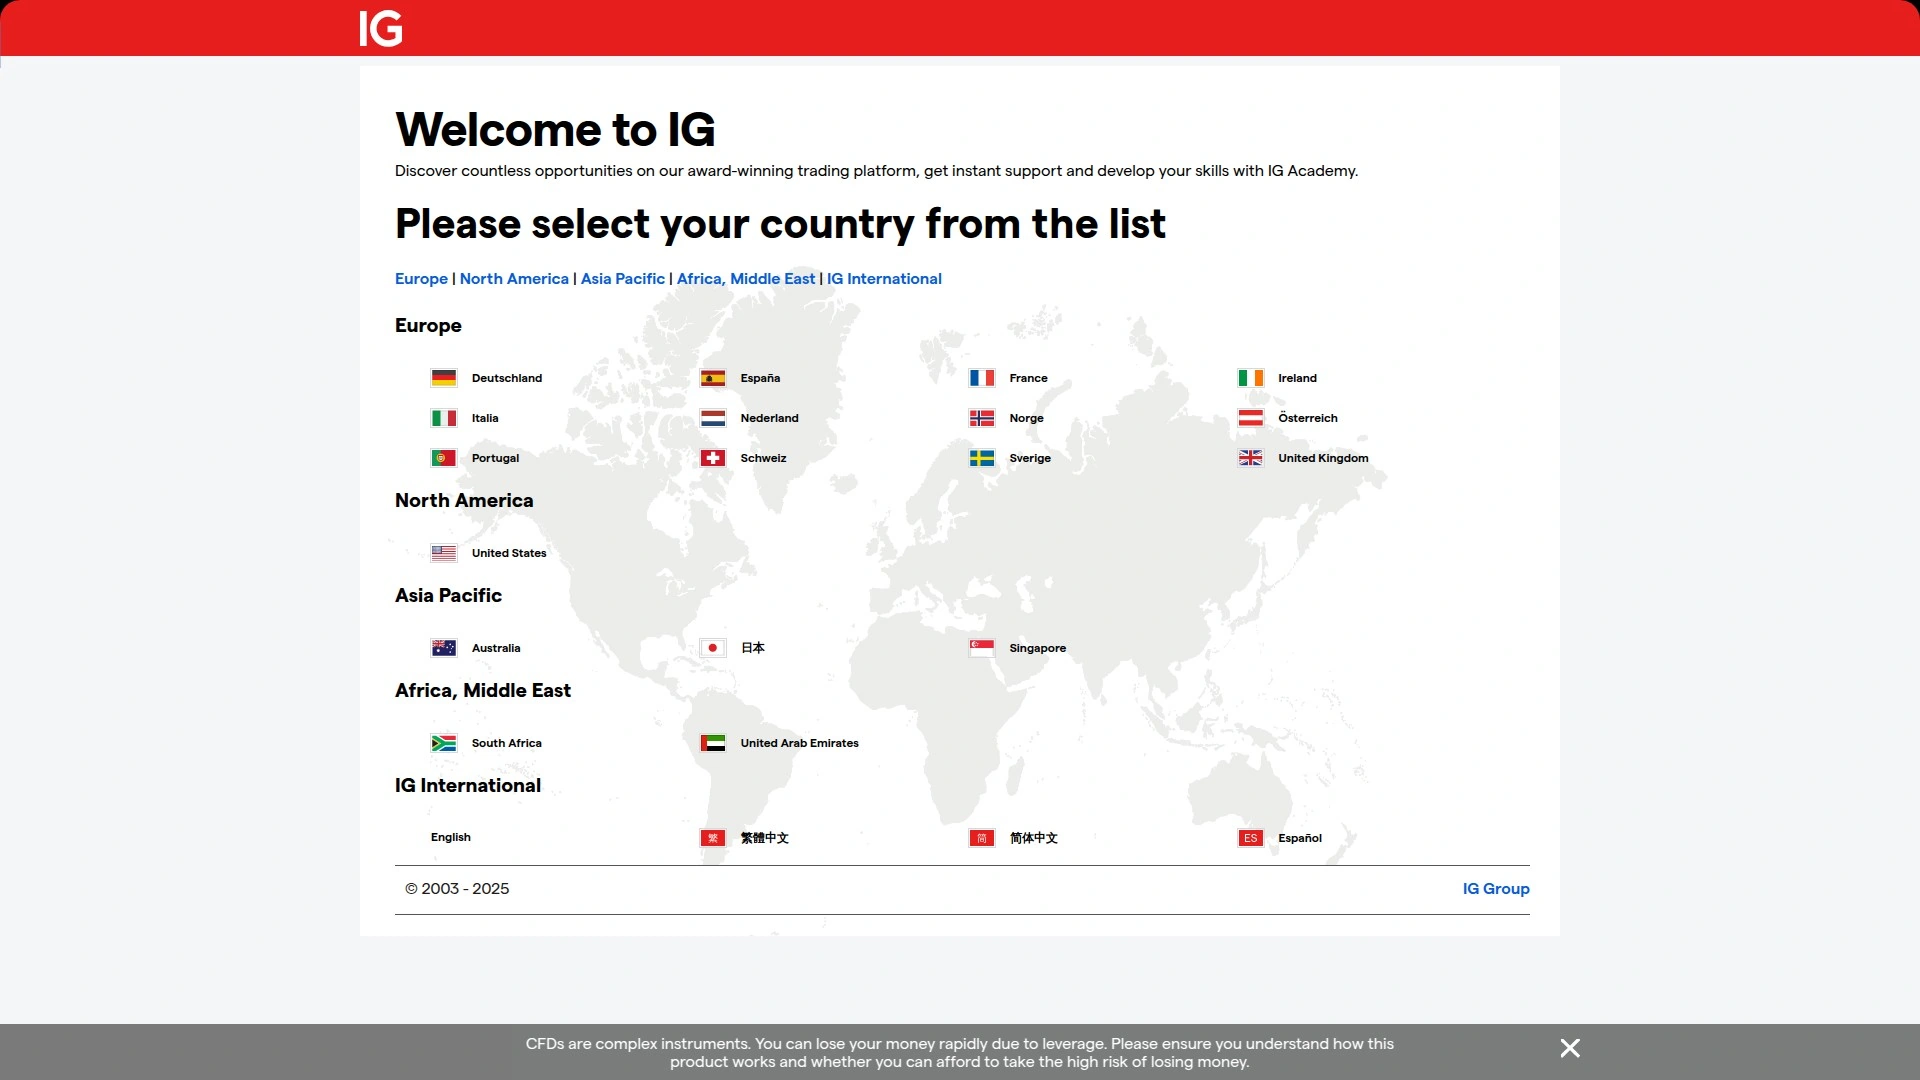 IG
Welcome to IG
Discover countless opportunities on our award-winning trading platform, get instant support and develop your skills with IG Academy.
Please select your country from the list
Europe | North America | Asia Pacific | Africa, Middle East | IG International
Europe
Deutschland España France Ireland
Italia Nederland Norge Österreich
Portugal Schweiz Sverige United Kingdom
North America
United States
Asia Pacific
Australia 日本 Singapore
Africa, Middle East
South Africa United Arab Emirates
IG International
English 繁 繁體中文 简 简体中文 ES Español
© 2003 - 2025 IG Group
CFDs are complex instruments. You can lose your money rapidly due to leverage. Please ensure you understand how this
product works and whether you can afford to take the high risk of losing money.